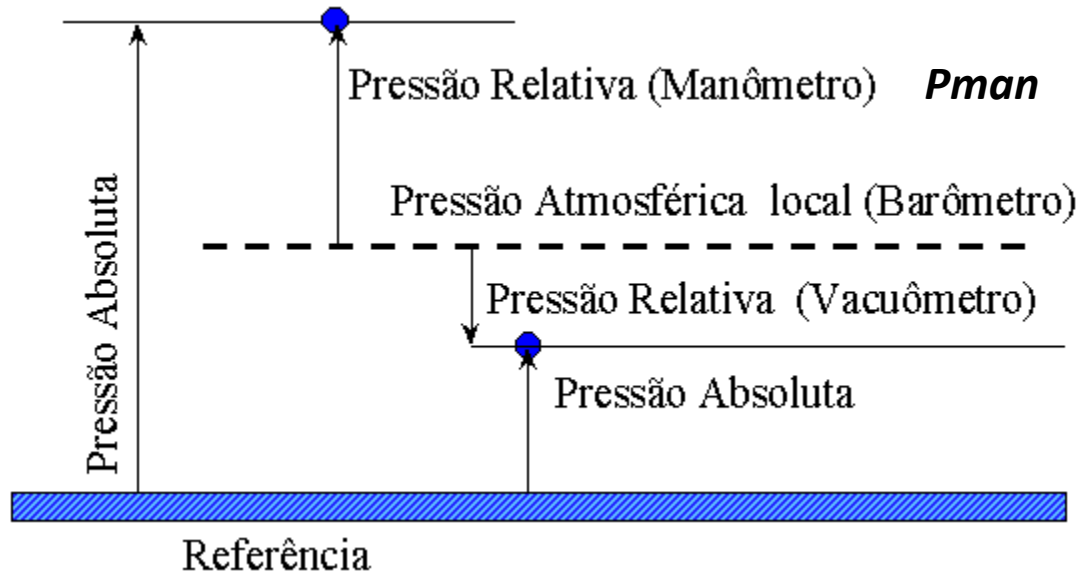 Pressão Relativa (Manômetro) Pman
Pressão Absoluta
Pressão Atmosférica local (Barômetro)
Pressão Relativa (Vacuômetro)
Pressão Absoluta
Referência